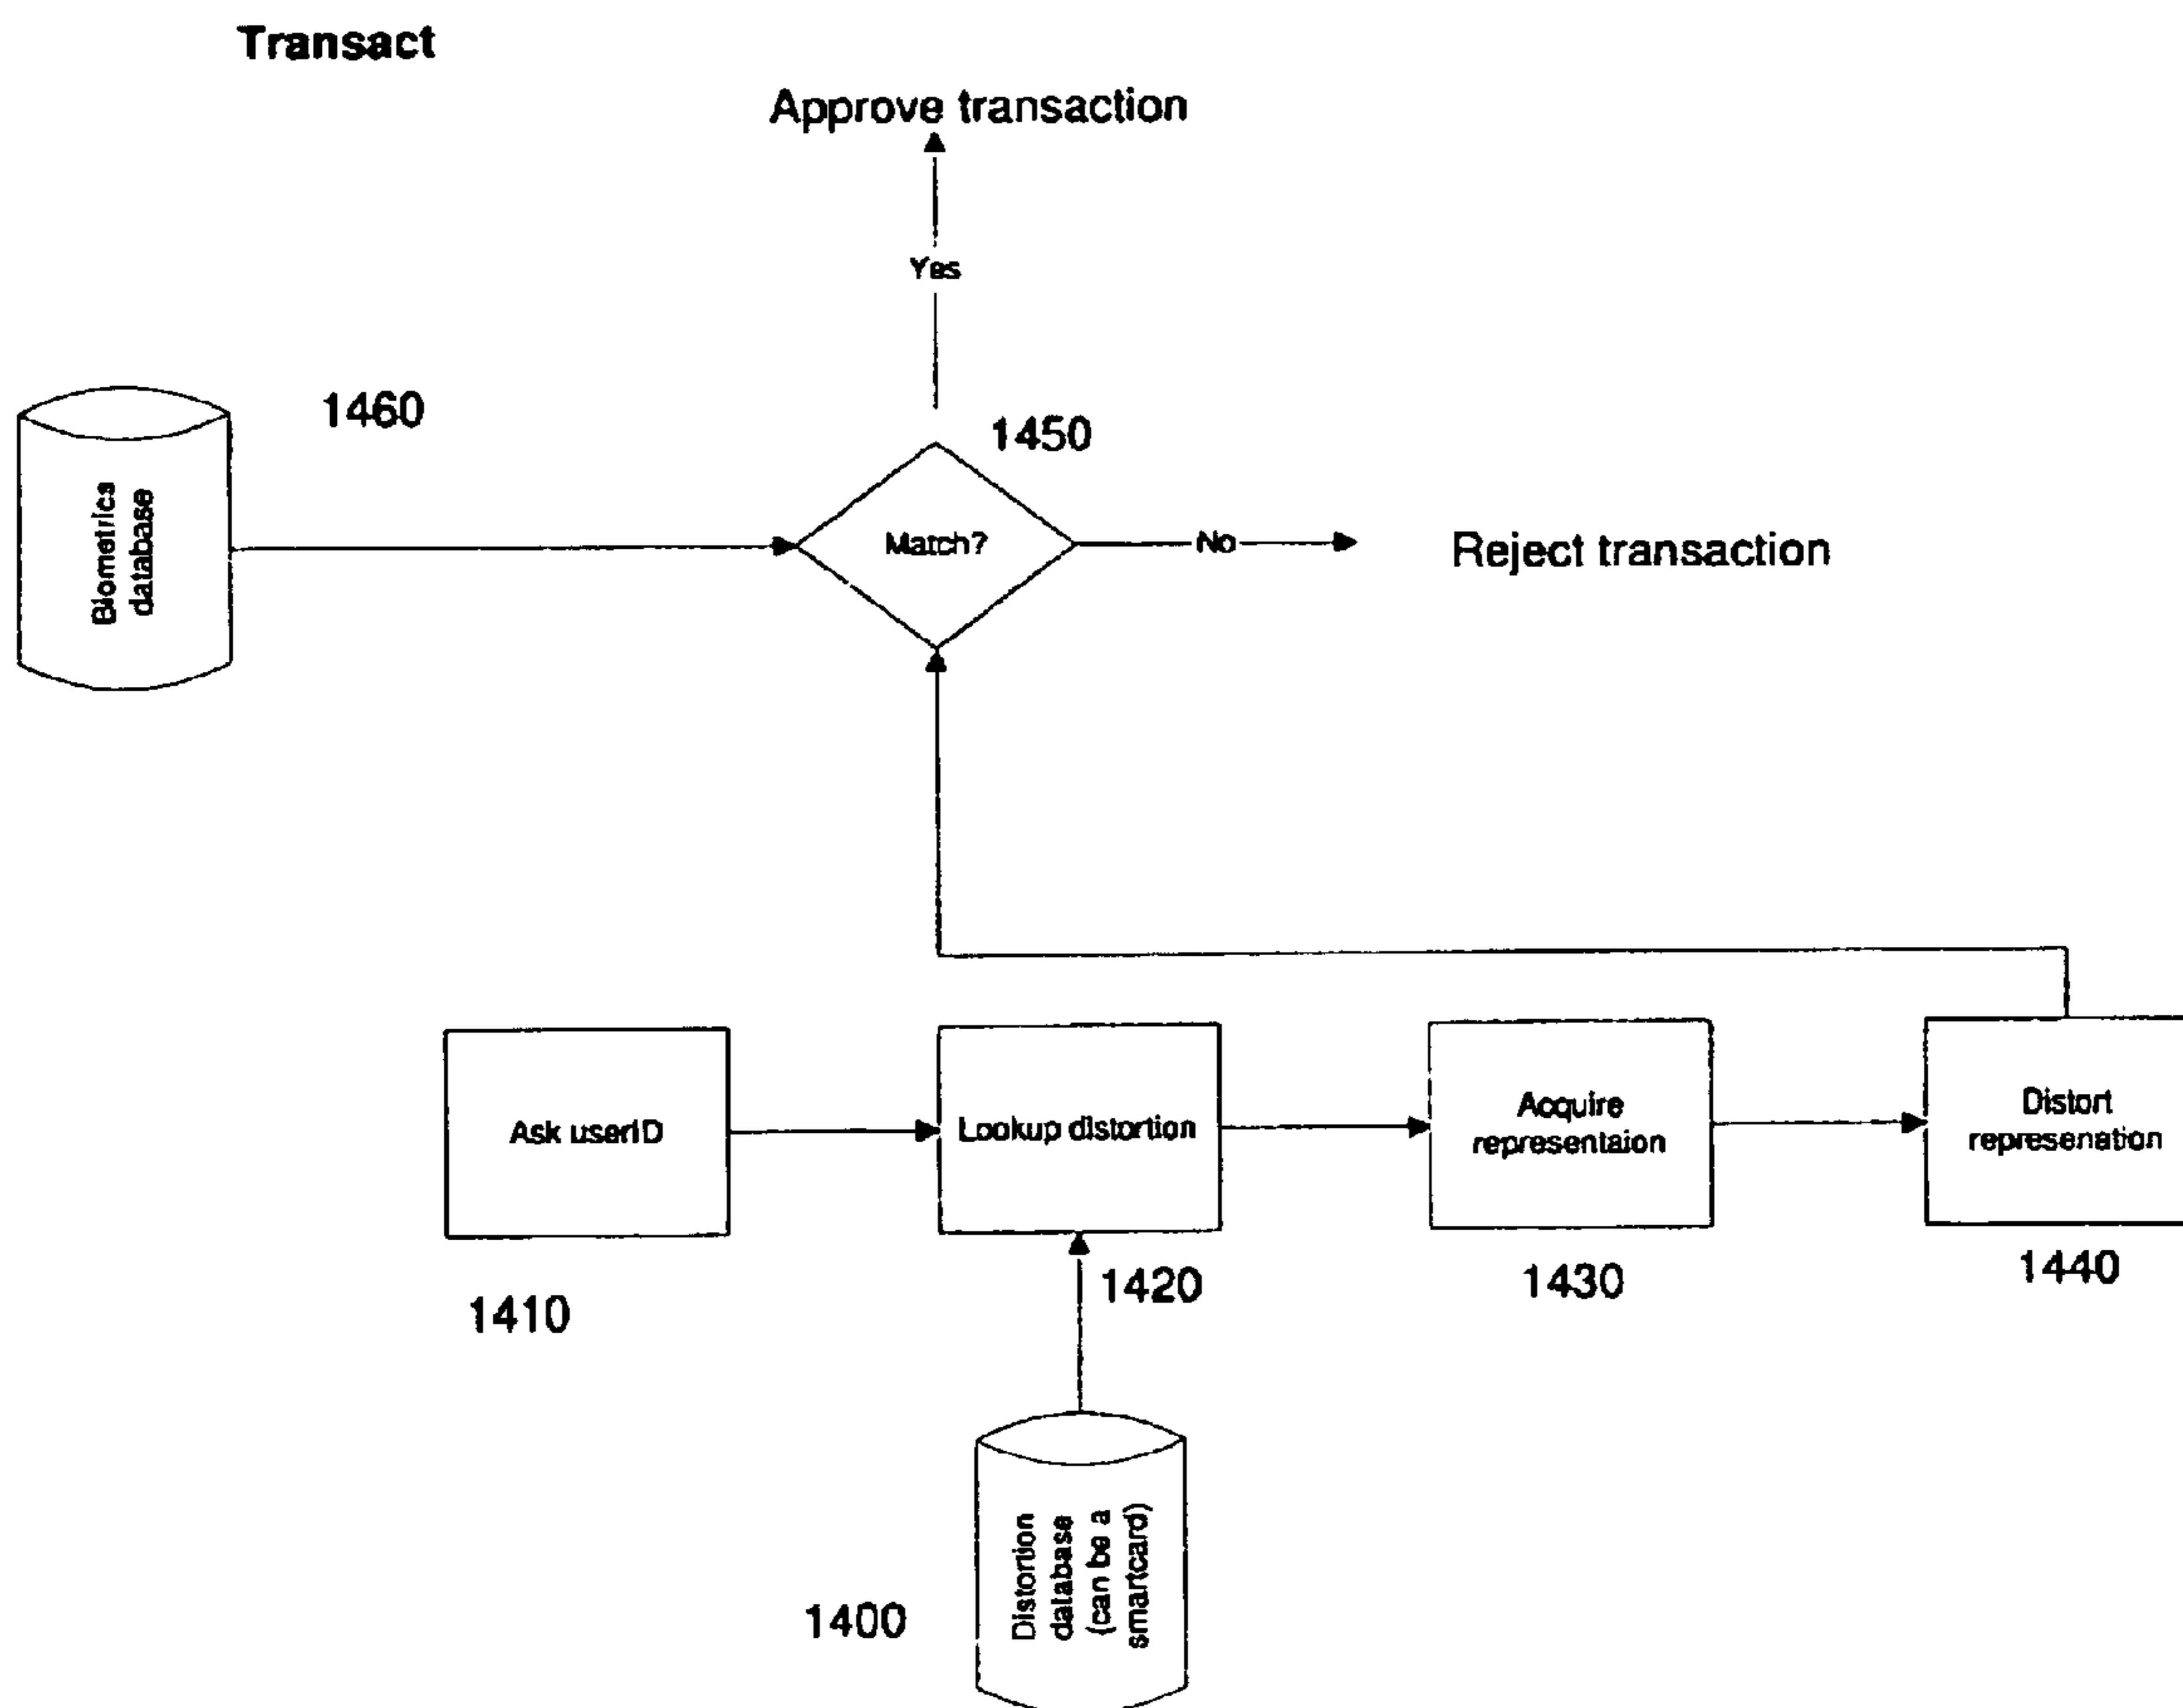 Transact
Approve transaction
Yes
1460
1450
Biometrics
database
Match?
No
Reject transaction
Ask userID
Lookup distortion
Acquire
representaion
Distort
represenation
1410
1420
1430
1440
Distortion
database
(can be a
smartcard)
1400